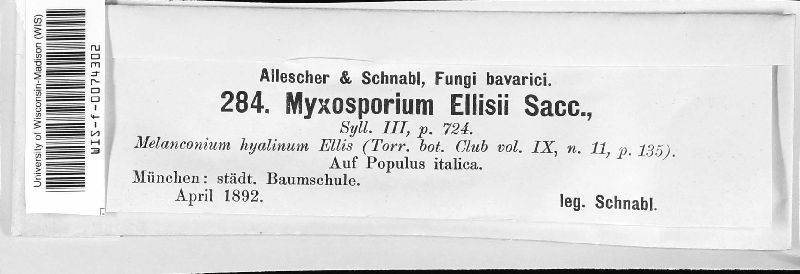 University of Wisconsin-Madison (WIS)
WIS-f-0047402
Allescher & Schnabl, Fungi bavarici.
284. Myxosporium Ellisii Sacc.,
Syll. III, p. 724.
Melanconium hyalinum Ellis (Torr. bot. Club vol. IX, n. 11, p. 135).
Auf Populus italica.
München: städt. Baumschule.
April 1892.
leg. Schnabl.